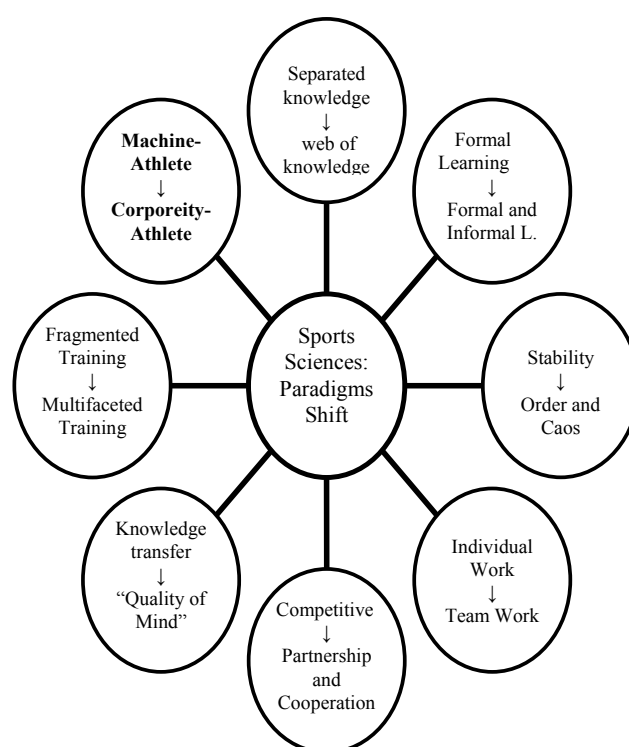 Separated
knowledge
↓
web of
knowledge
Machine-
Athlete
↓
Corporeity-
Athlete
Formal
Learning
↓
Formal and
Informal L.
Fragmented
Training
↓
Multifaceted
Training
Sports
Sciences:
Paradigms
Shift
Stability
↓
Order and
Caos
Knowledge
transfer
↓
“Quality of
Mind”
Individual
Work
↓
Team Work
Competitive
↓
Partnership
and
Cooperation